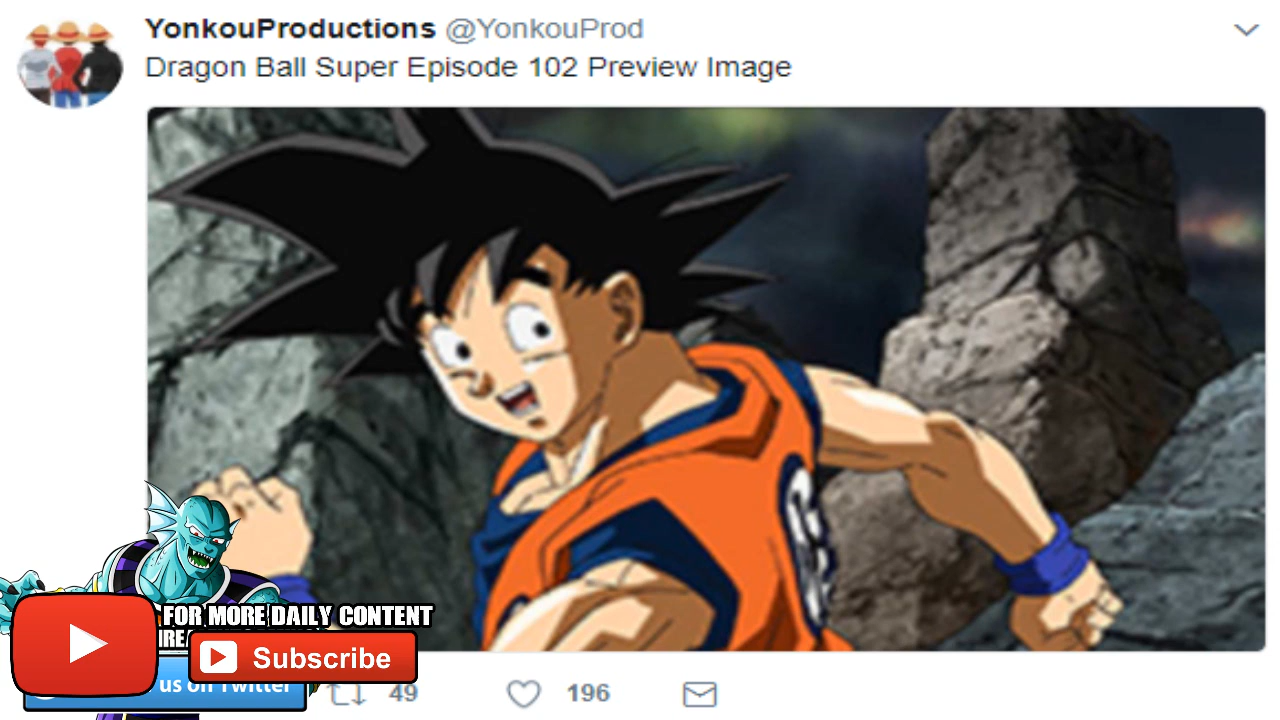 YonkouProductions @YonkouProd
Dragon Ball Super Episode 102 Preview Image
FOR MORE DAILY CONTENT
Subscribe
us on Twitter
49
196